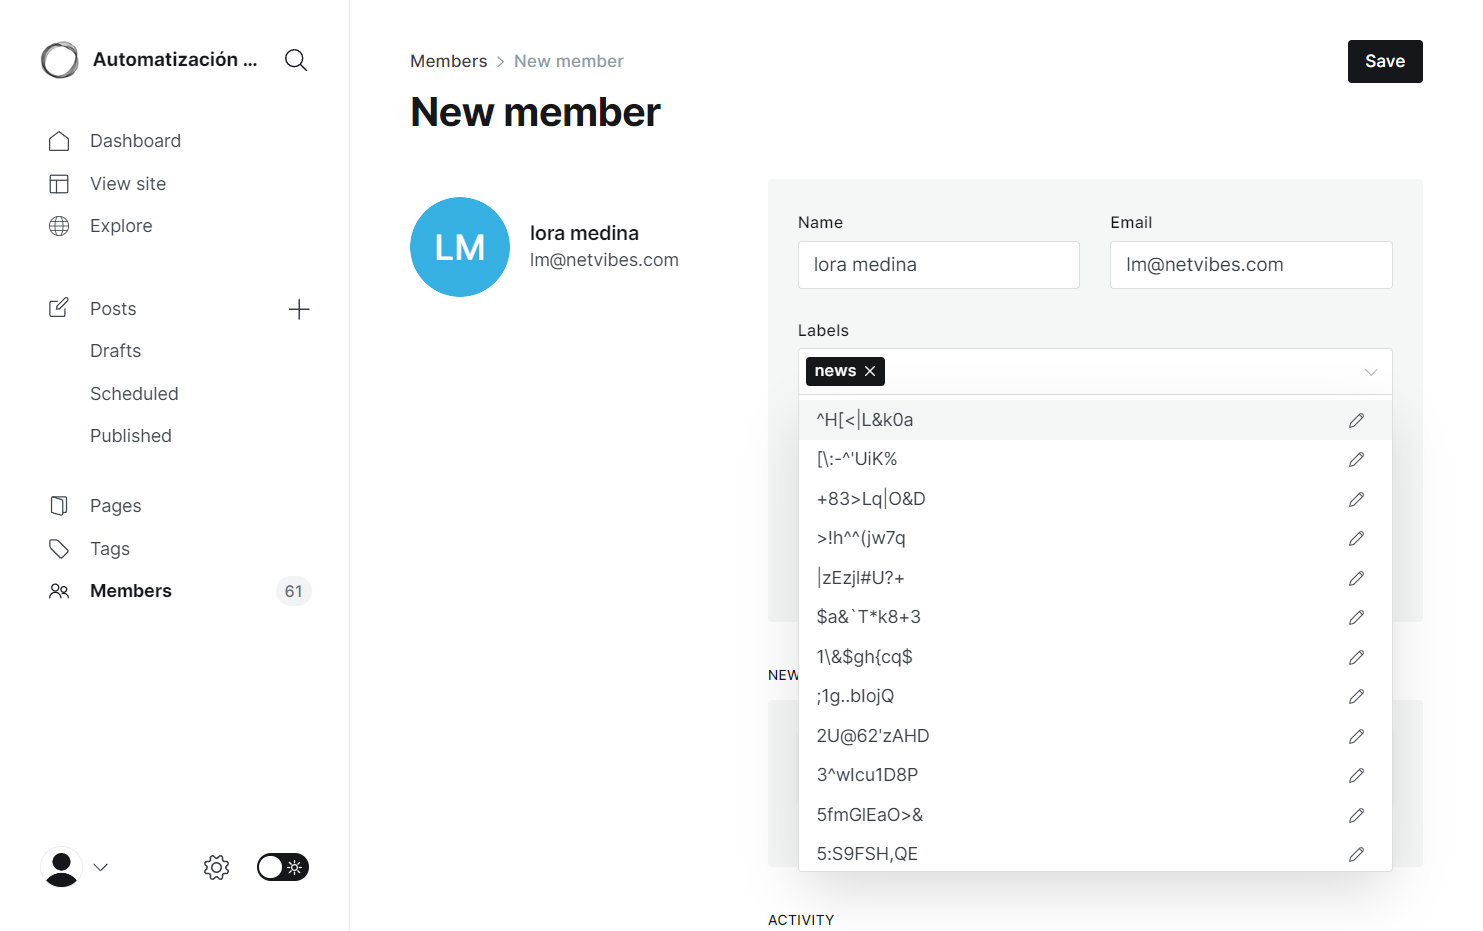 Automatización ...
Dashboard
View site
Explore
Posts
Drafts
Scheduled
Published
Pages
Tags
Members
61
Members > New member
Save
New member
LM
lora medina
lm@netvibes.com
Name
Email
lora medina
lm@netvibes.com
Labels
news
^H[<|L&k0a
[\:-^'UiK%
+83>Lq|O&D
>!h^^(jw7q
|zEzjl#U?+
$a&`T*k8+3
1\&$gh{cq$
;1g..bIojQ
2U@62'zAHD
3^wIcu1D8P
5fmGlEaO>&
5:S9FSH,QE
NEW
ACTIVITY